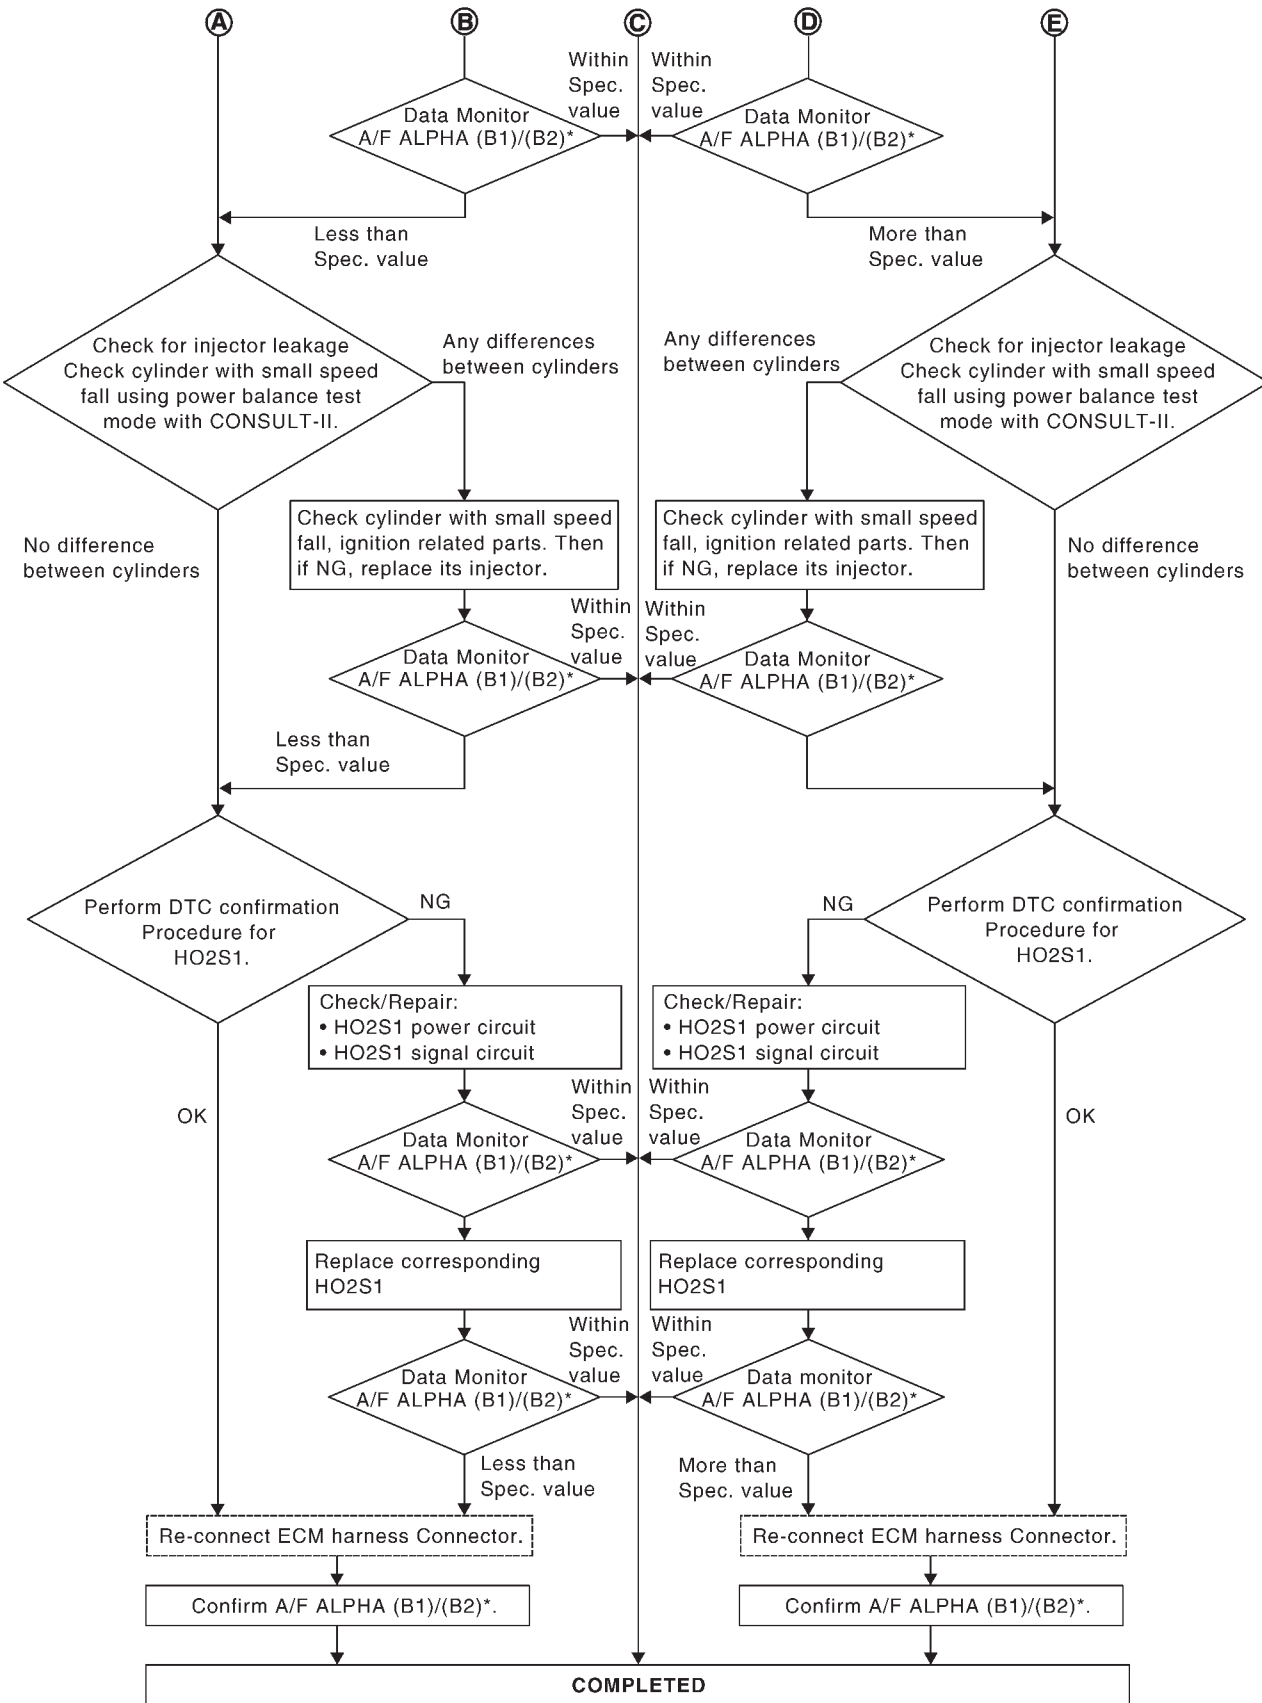 A
B
C
D
E
Within
Spec.
value
Within
Spec.
value
Data Monitor
A/F ALPHA (B1)/(B2)*
Data Monitor
A/F ALPHA (B1)/(B2)*
Less than
Spec. value
More than
Spec. value
Check for injector leakage
Check cylinder with small speed
fall using power balance test
mode with CONSULT-II.
Any differences
between cylinders
Any differences
between cylinders
Check for injector leakage
Check cylinder with small speed
fall using power balance test
mode with CONSULT-II.
No difference
between cylinders
Check cylinder with small speed
fall, ignition related parts. Then
if NG, replace its injector.
Check cylinder with small speed
fall, ignition related parts. Then
if NG, replace its injector.
No difference
between cylinders
Within
Spec.
value
Within
Spec.
value
Data Monitor
A/F ALPHA (B1)/(B2)*
Data Monitor
A/F ALPHA (B1)/(B2)*
Less than
Spec. value
Perform DTC confirmation
Procedure for
HO2S1.
NG
NG
Perform DTC confirmation
Procedure for
HO2S1.
Check/Repair:
• HO2S1 power circuit
• HO2S1 signal circuit
Check/Repair:
• HO2S1 power circuit
• HO2S1 signal circuit
OK
Within
Spec.
value
Within
Spec.
value
OK
Data Monitor
A/F ALPHA (B1)/(B2)*
Data Monitor
A/F ALPHA (B1)/(B2)*
Replace corresponding
HO2S1
Replace corresponding
HO2S1
Within
Spec.
value
Within
Spec.
value
Data Monitor
A/F ALPHA (B1)/(B2)*
Data monitor
A/F ALPHA (B1)/(B2)*
Less than
Spec. value
More than
Spec. value
Re-connect ECM harness Connector.
Re-connect ECM harness Connector.
Confirm A/F ALPHA (B1)/(B2)*.
Confirm A/F ALPHA (B1)/(B2)*.
COMPLETED